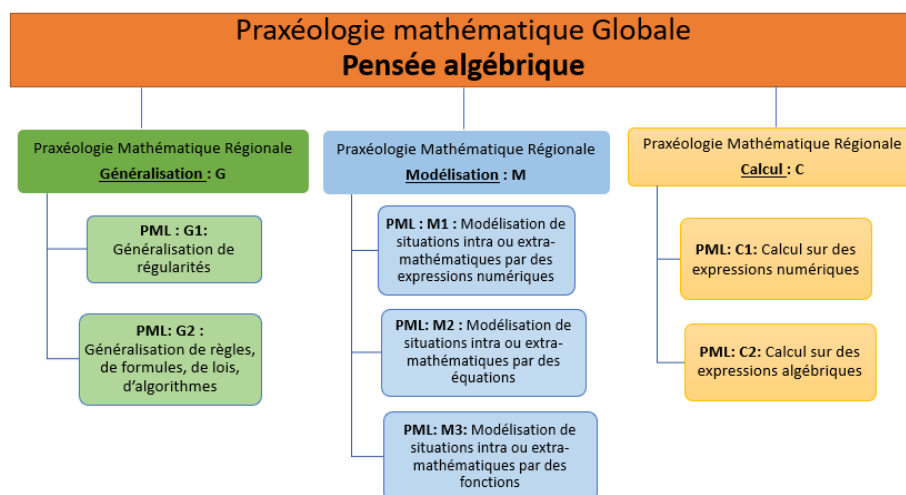 Praxéologie mathématique Globale
Pensée algébrique
Praxéologie Mathématique Régionale
Généralisation : G
PML : G1:
Généralisation de
régularités
PML: G2 :
Généralisation de règles,
de formules, de lois,
d’algorithmes
Praxéologie Mathématique Régionale
Modélisation : M
PML : M1 : Modélisation de
situations intra ou extra-
mathématiques par des
expressions numériques
PML: M2 : Modélisation de
situations intra ou extra-
mathématiques par des
équations
PML: M3: Modélisation de
situations intra ou extra-
mathématiques par des
fonctions
Praxéologie Mathématique Régionale
Calcul : C
PML: C1: Calcul sur des
expressions numériques
PML: C2: Calcul sur des
expressions algébriques